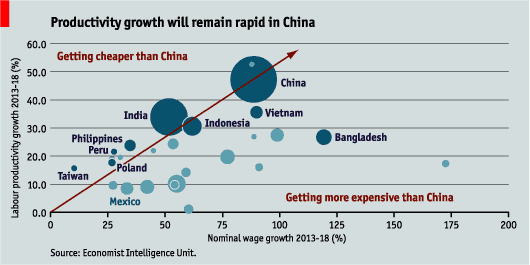 Productivity growth will remain rapid in China
Labour productivity growth 2013-18 (%)
60.0
50.0
40.0
30.0
20.0
10.0
0.0
Getting cheaper than China
China
India
Indonesia
Vietnam
Bangladesh
Philippines
Peru
Poland
Taiwan
Mexico
Getting more expensive than China
0
25
50
75
100
125
150
175
200
Nominal wage growth 2013-18 (%)
Source: Economist Intelligence Unit.